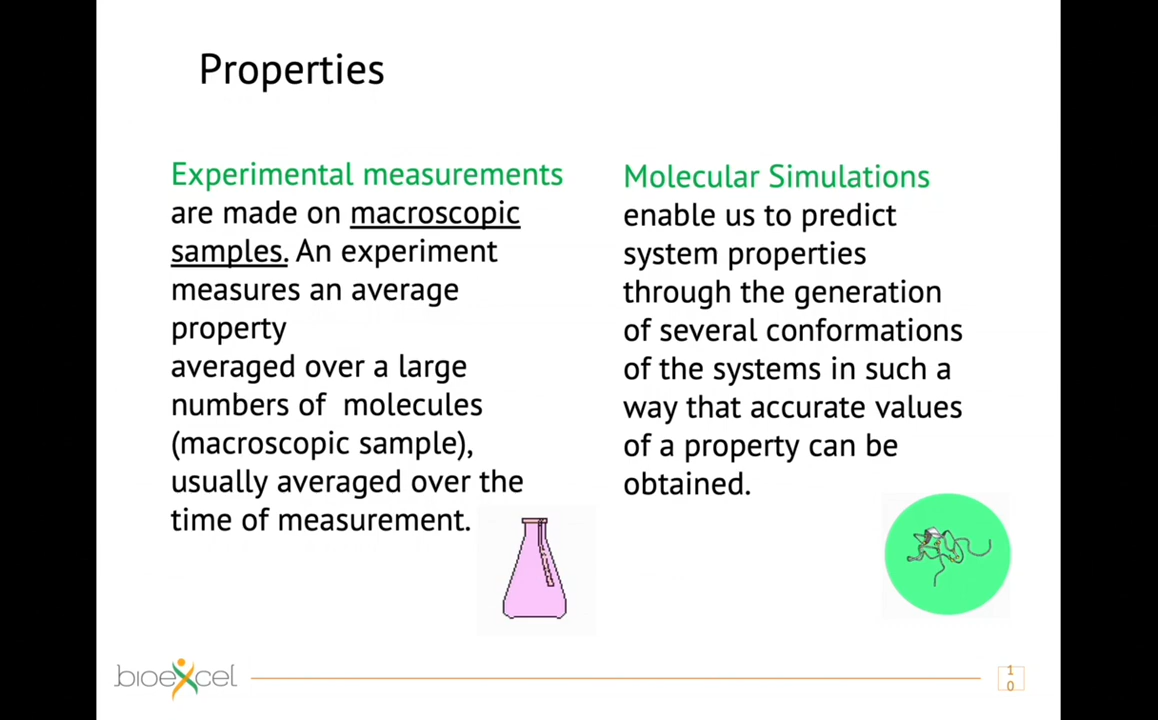 Properties
Experimental measurements
are made on macroscopic
samples. An experiment
measures an average
property
averaged over a large
numbers of molecules
(macroscopic sample),
usually averaged over the
time of measurement.
Molecular Simulations
enable us to predict
system properties
through the generation
of several conformations
of the systems in such a
way that accurate values
of a property can be
obtained.
bioexcel
1
0